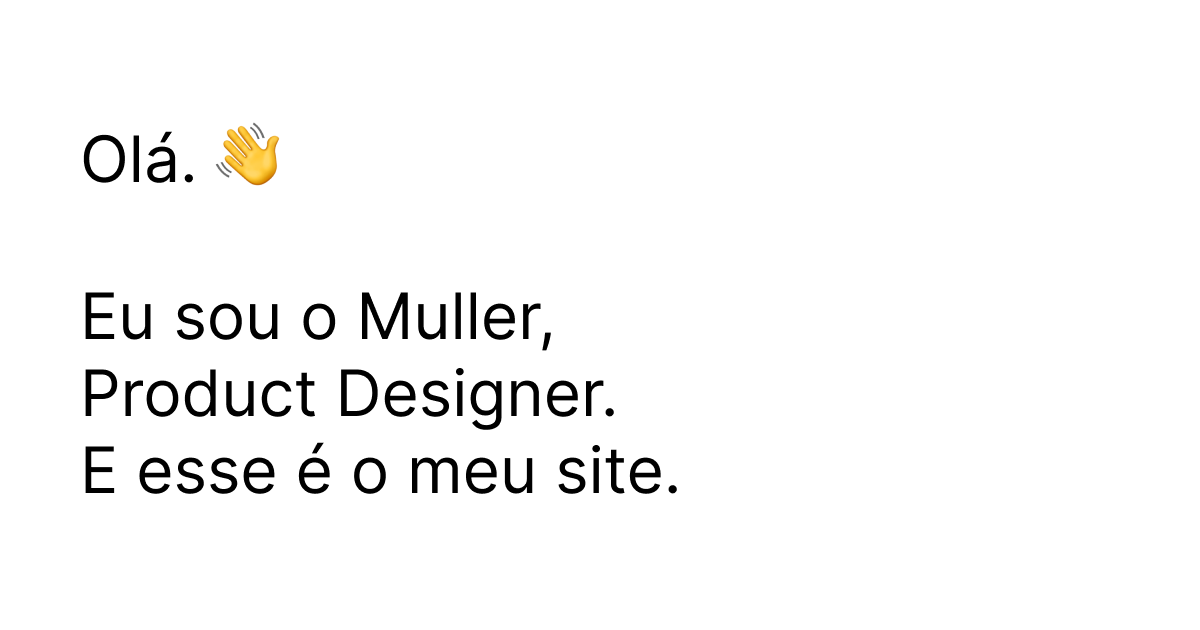 Olá. 👋
Eu sou o Muller,
Product Designer.
E esse é o meu site.